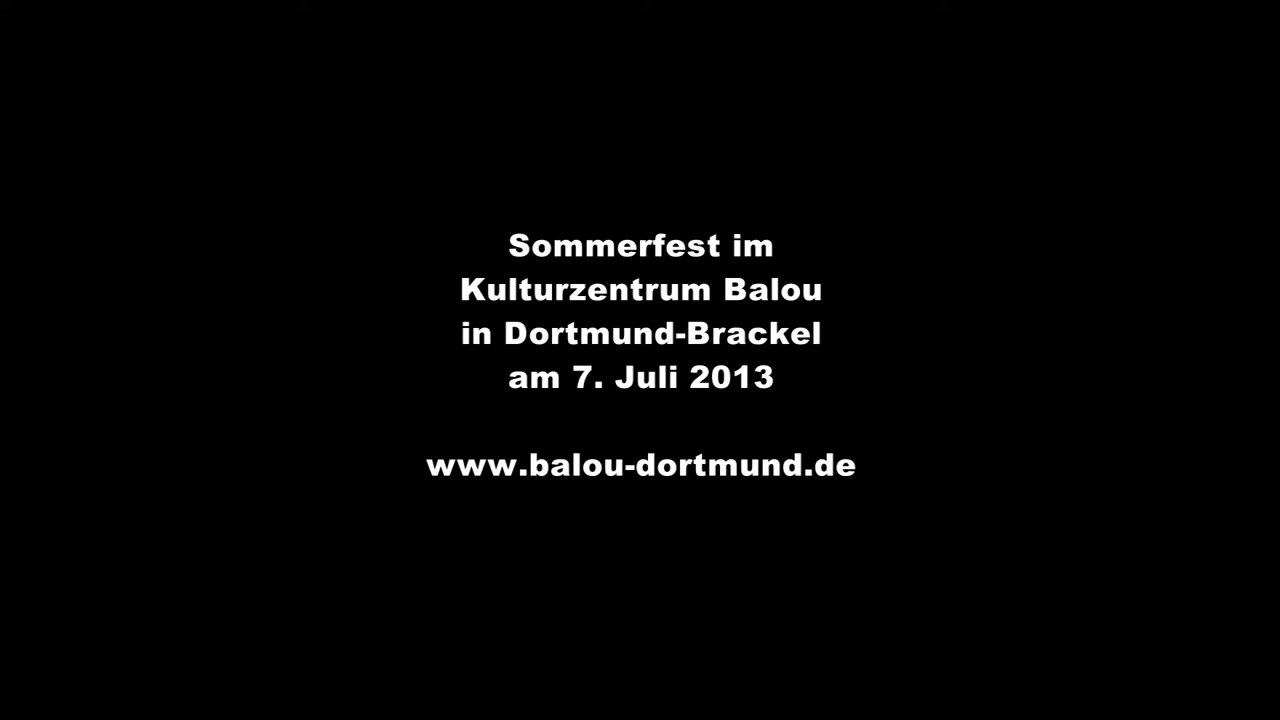 Sommerfest im
Kulturzentrum Balou
in Dortmund-Brackel
am 7. Juli 2013
www.balou-dortmund.de